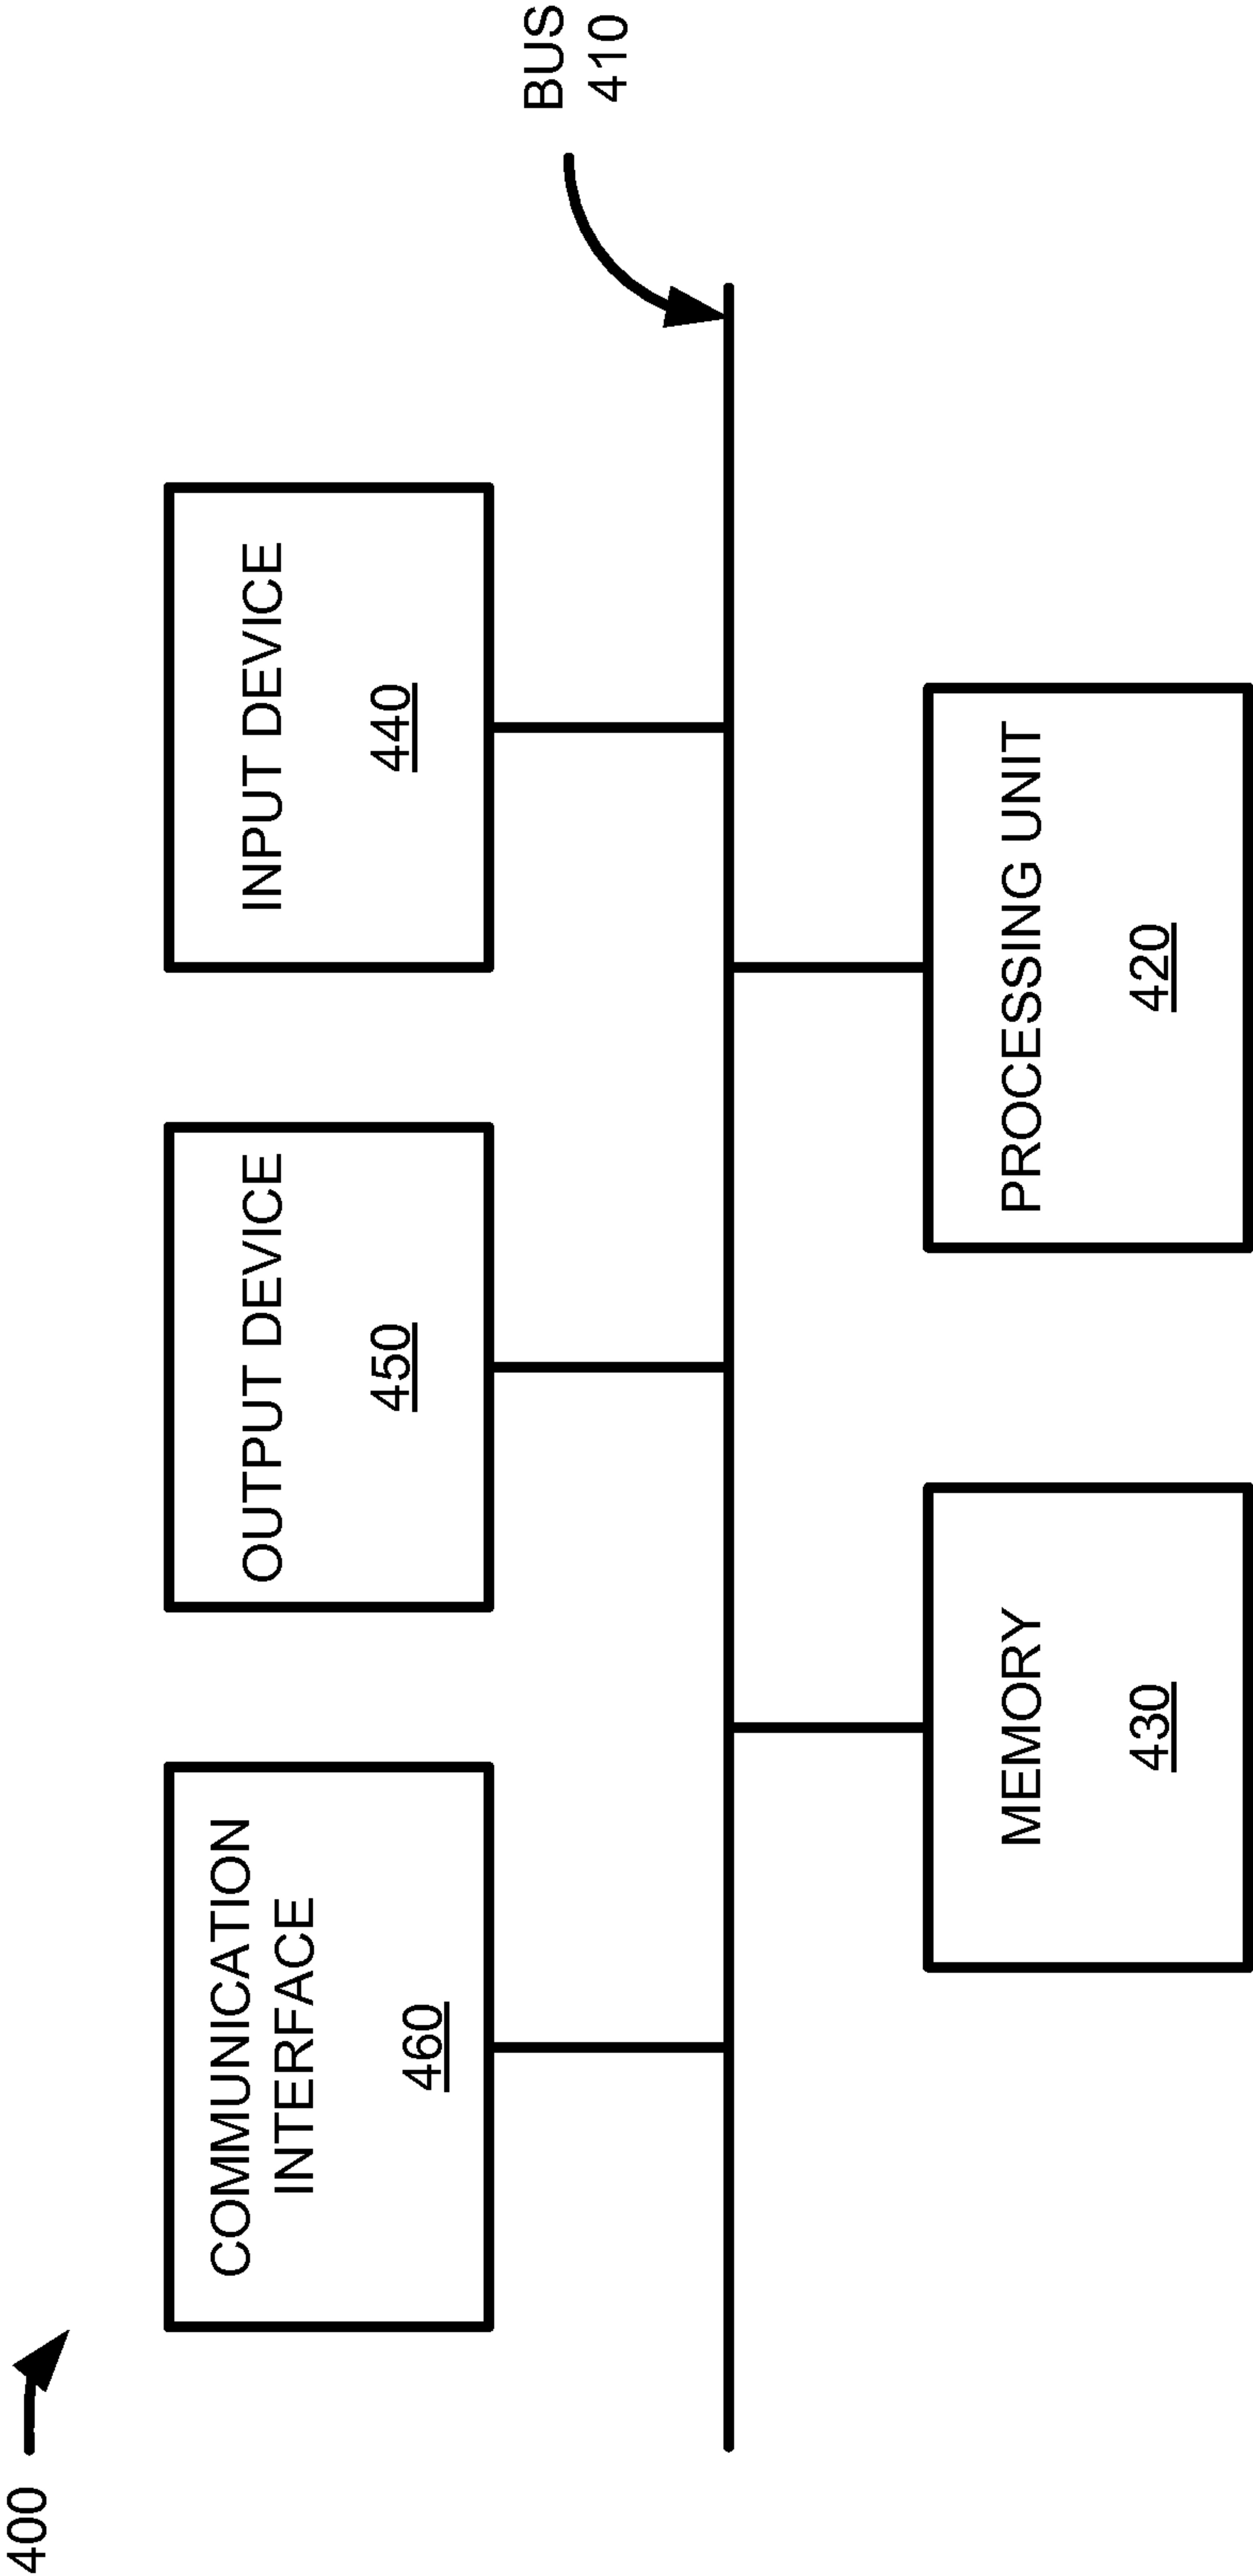 400
COMMUNICATION
INTERFACE
460
OUTPUT DEVICE
450
INPUT DEVICE
440
BUS
410
MEMORY
430
PROCESSING UNIT
420